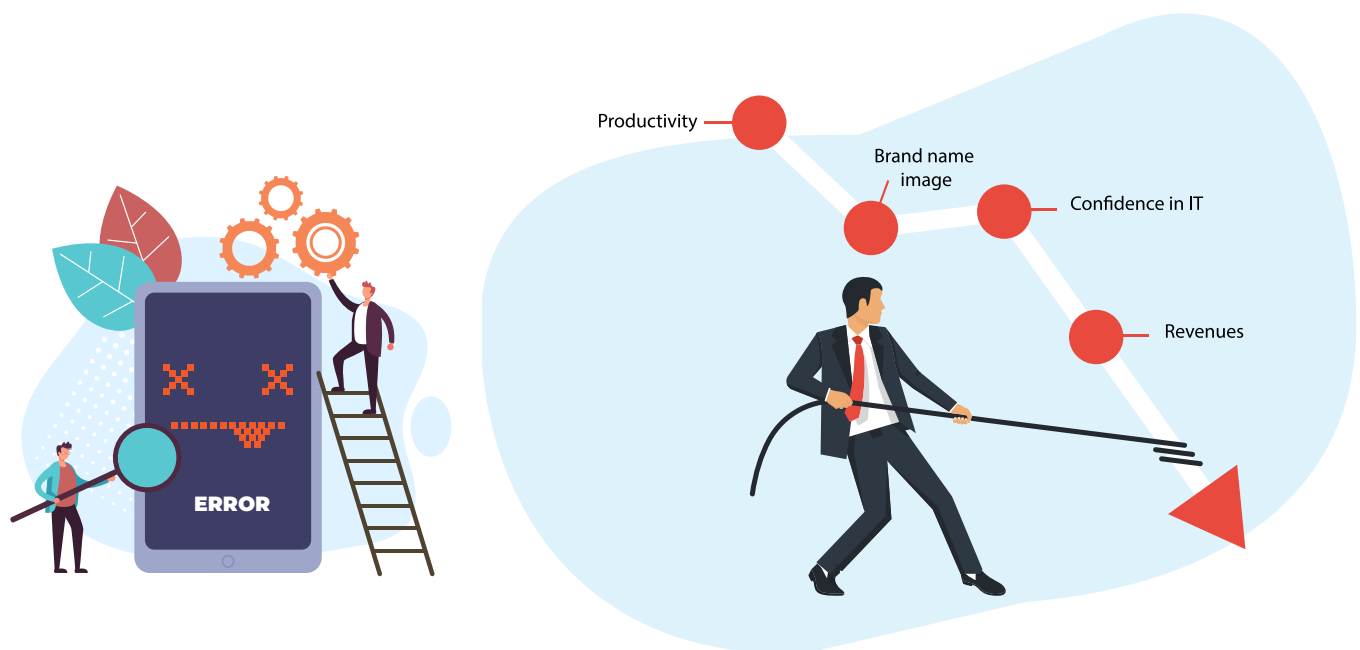 Productivity
Brand name
image
Confidence in IT
Revenues
ERROR